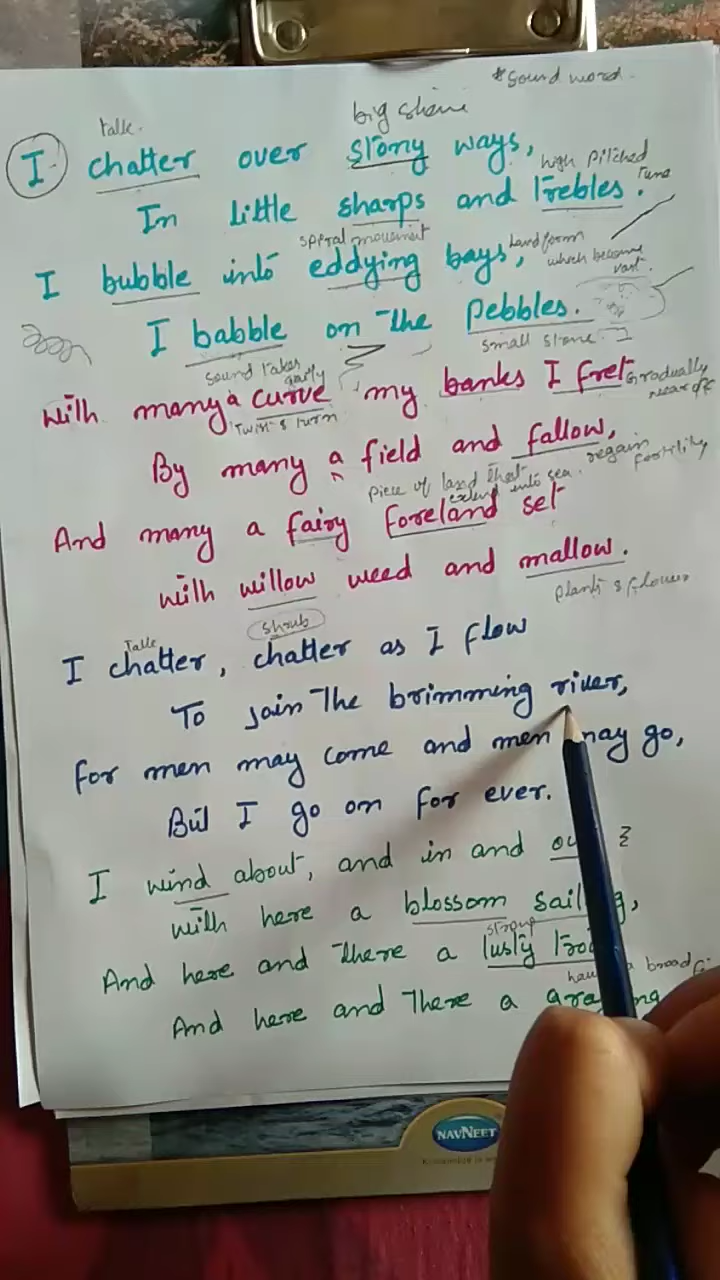 *Sound word.
talk.
big stone
I chatter over stony ways,
high pitched
Tune
In little sharps and trebles.
spiral movement
land form
which become
vast.
I bubble into eddying bays,
I babble on the pebbles.
small stone
sound takes
gently
Gradually
wear off
with many a curve my banks I fret
Twist & turn
By many a field and fallow,
regain
fertility
piece of land that
extend into sea.
And many a fairy foreland set
with willow weed and mallow.
plants & flower
shrub
Talk
I chatter, chatter as I flow
To join the brimming river,
for men may come and men may go,
But I go on for ever.
I wind about, and in and
with here a blossom
strong
And here and there a lusty
a broad
And here and there a
NAVNEET